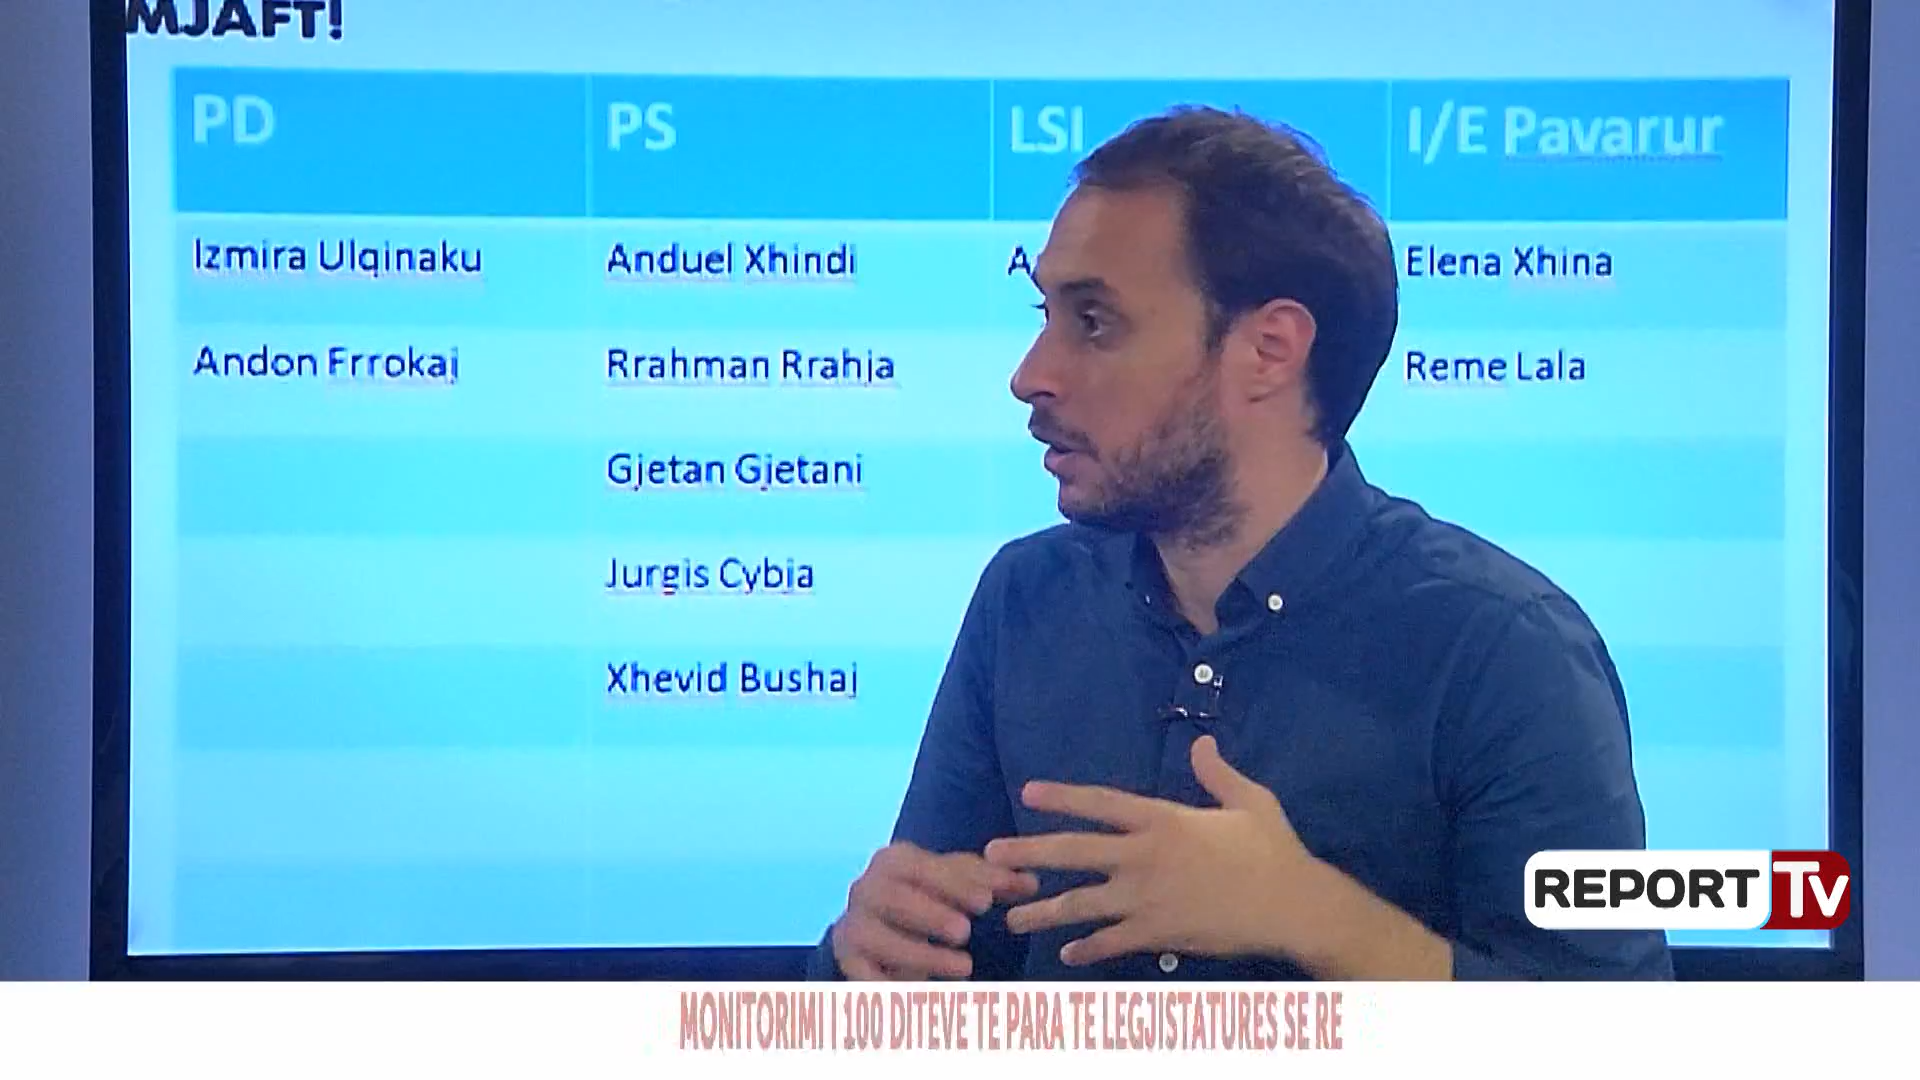 MJAFT!
PD PS LSI I/E Pavarur
Izmira Ulqinaku Anduel Xhindi Elena Xhina
Andon Frrokaj Rrahman Rrahja Reme Lala
Gjetan Gjetani
Jurgis Cybja
Xhevid Bushaj
REPORT Tv
MONITORIMI I 100 DITEVE TE PARA TE LEGJISTATURES SE RE